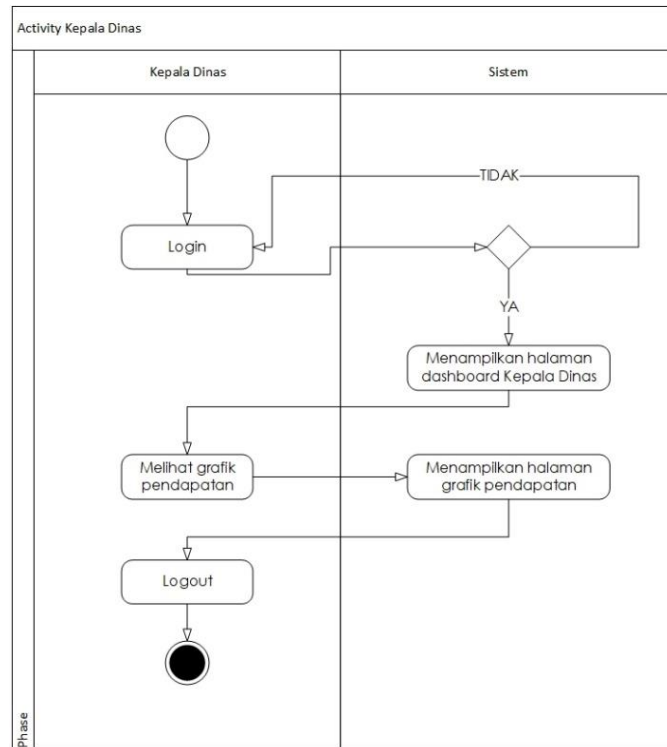 Activity Kepala Dinas
Kepala Dinas
Sistem
TIDAK
Login
YA
Menampilkan halaman
dashboard Kepala Dinas
Melihat grafik
pendapatan
Menampilkan halaman
grafik pendapatan
Logout
Phase